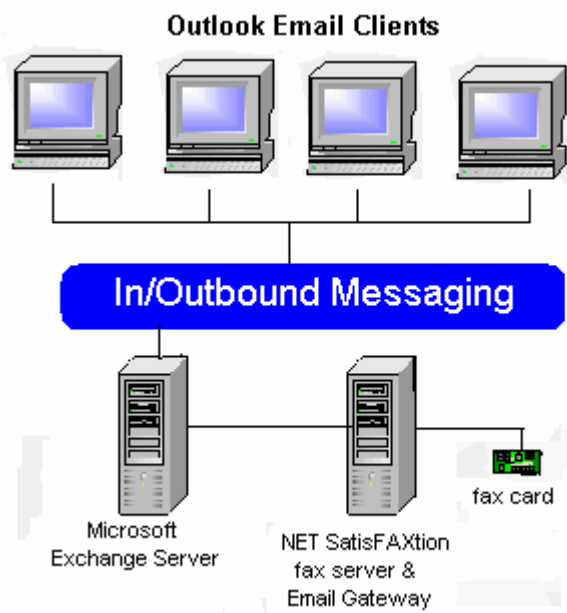 Outlook Email Clients
In/Outbound Messaging
fax card
Microsoft
Exchange Server
NET SatisFAXtion
fax server &
Email Gateway